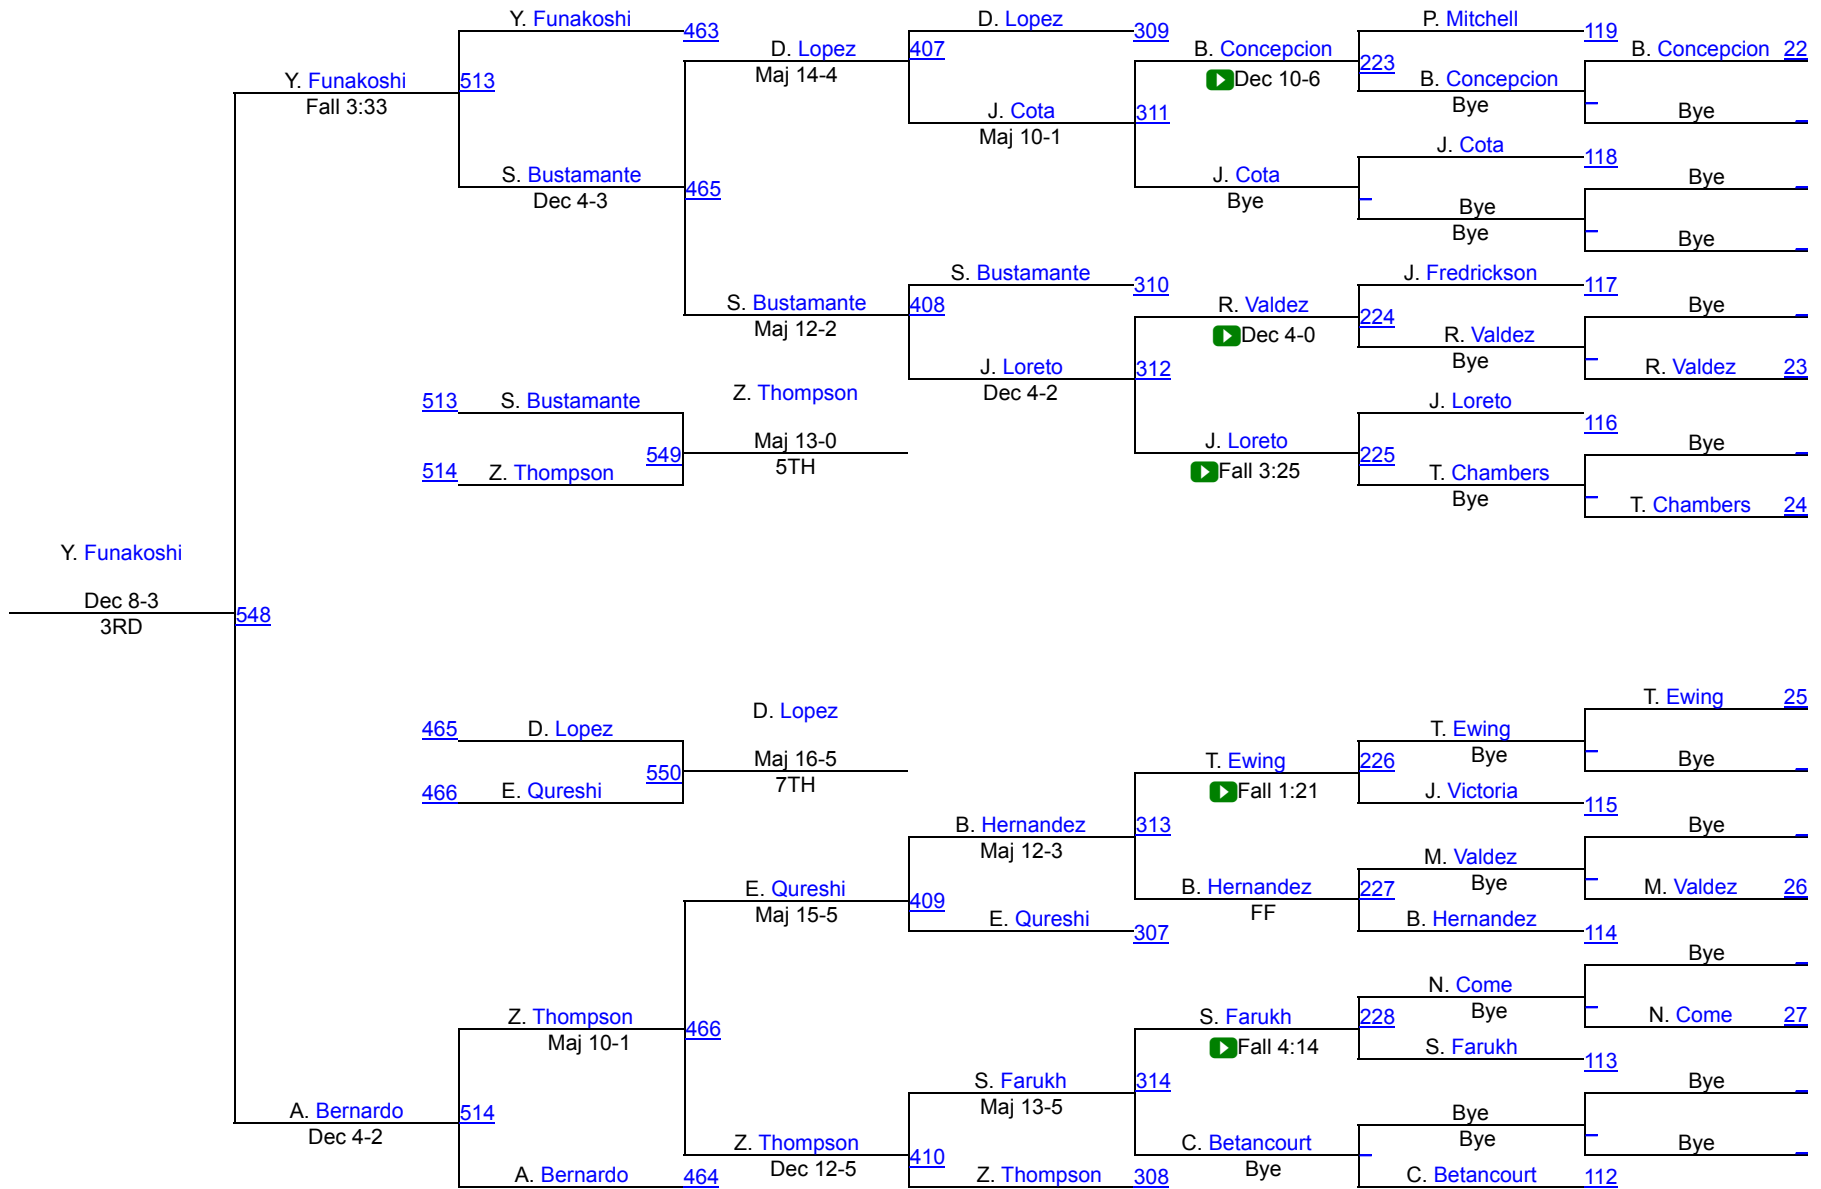 Y. Funakoshi 463
D. Lopez 309
P. Mitchell 119
D. Lopez 407
Maj 14-4
B. Concepcion 223
Dec 10-6
B. Concepcion 22
Y. Funakoshi 513
Fall 3:33
B. Concepcion
Bye
J. Cota 311
Maj 10-1
Bye
J. Cota 118
S. Bustamante 465
Dec 4-3
J. Cota
Bye
Bye
Bye
Bye
Bye
S. Bustamante 310
J. Fredrickson 117
S. Bustamante 408
Maj 12-2
R. Valdez 224
Dec 4-0
Bye
R. Valdez
Bye
J. Loreto 312
Dec 4-2
R. Valdez 23
513 S. Bustamante
Z. Thompson
J. Loreto 116
549 Maj 13-0
5TH
J. Loreto 225
Fall 3:25
Bye
514 Z. Thompson
T. Chambers
Bye
T. Chambers 24
Y. Funakoshi
Dec 8-3
3RD
548
T. Ewing 25
465 D. Lopez
D. Lopez
T. Ewing
Bye
550 Maj 16-5
7TH
T. Ewing 226
Fall 1:21
Bye
466 E. Qureshi
J. Victoria 115
B. Hernandez 313
Maj 12-3
Bye
M. Valdez
Bye
E. Qureshi 409
Maj 15-5
B. Hernandez 227
FF
M. Valdez 26
E. Qureshi 307
B. Hernandez 114
Bye
N. Come
Bye
Z. Thompson 466
Maj 10-1
S. Farukh 228
Fall 4:14
N. Come 27
S. Farukh 113
S. Farukh 314
Maj 13-5
Bye
A. Bernardo 514
Dec 4-2
Bye
Bye
Z. Thompson 410
Dec 12-5
C. Betancourt
Bye
Bye
A. Bernardo 464
Z. Thompson 308
C. Betancourt 112